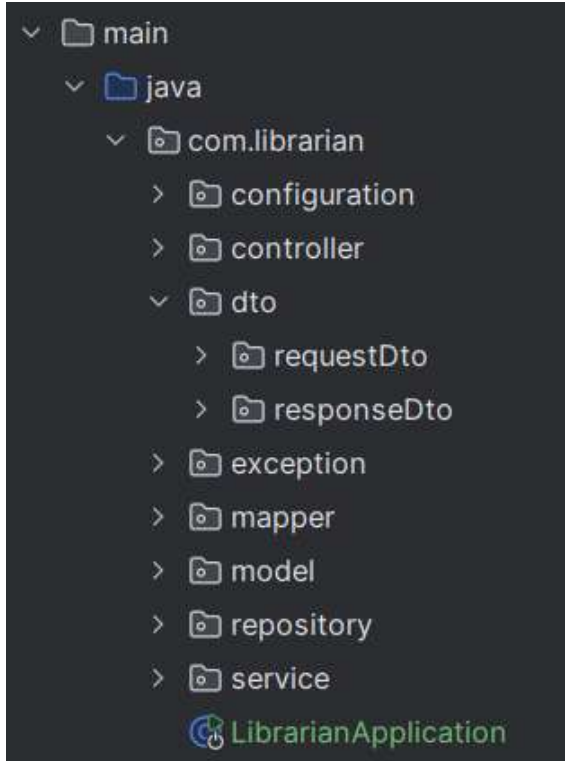 main
java
com.librarian
configuration
controller
dto
requestDto
responseDto
exception
mapper
model
repository
service
LibrarianApplication